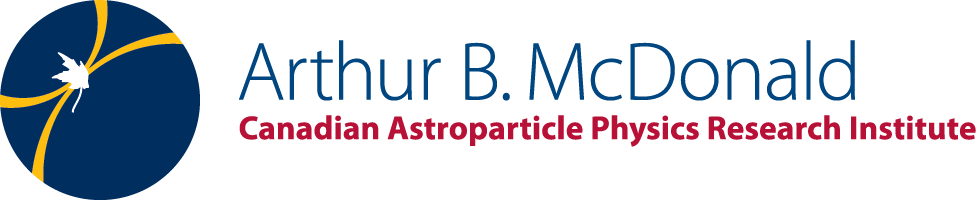 Arthur B. McDonald
Canadian Astroparticle Physics Research Institute